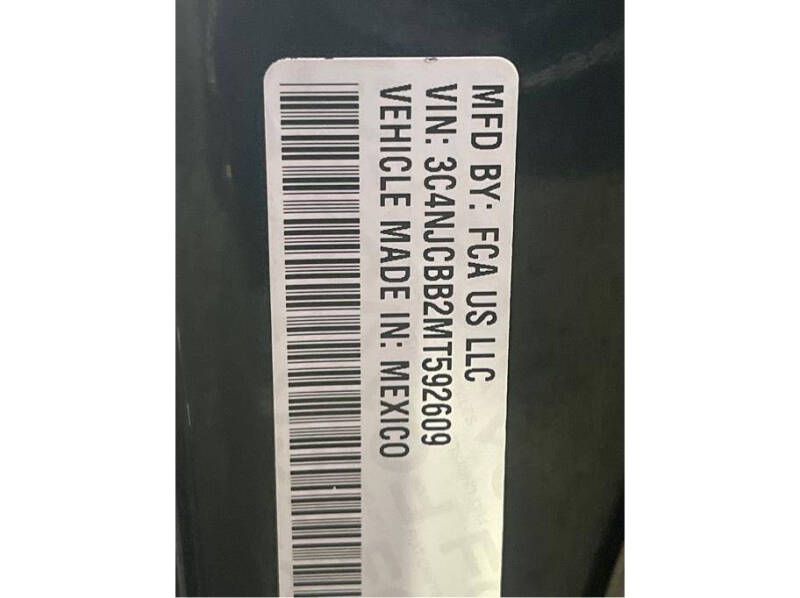 MFD BY: FCA US LLC
VIN: 3C4NJCBB2MT592609
VEHICLE MADE IN: MEXICO